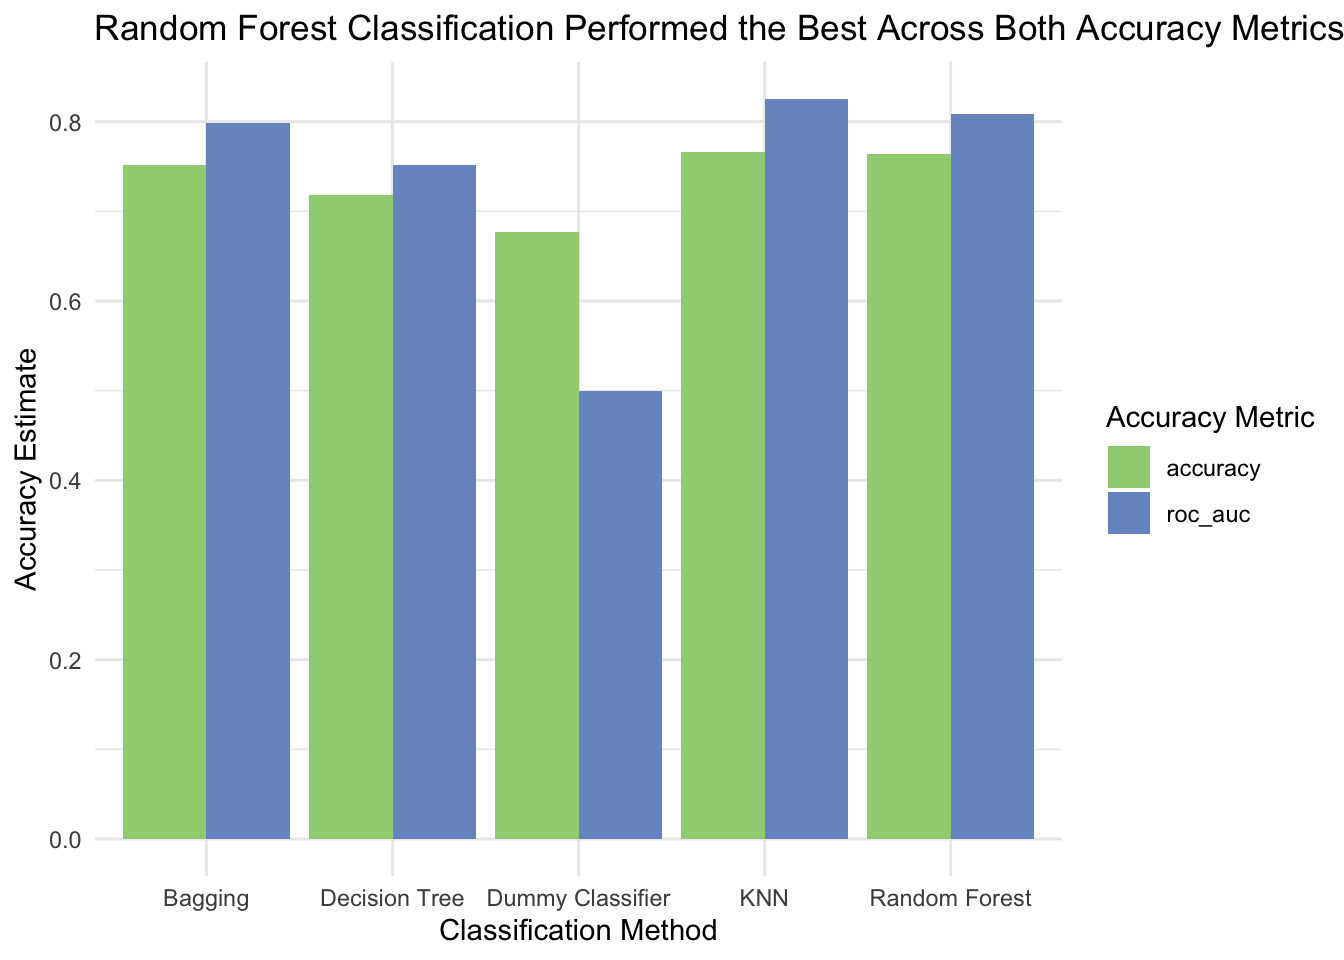 Random Forest Classification Performed the Best Across Both Accuracy Metrics
Accuracy Estimate
0.8
0.6
0.4
0.2
0.0
Bagging
Decision Tree
Dummy Classifier
KNN
Random Forest
Classification Method
Accuracy Metric
accuracy
roc_auc